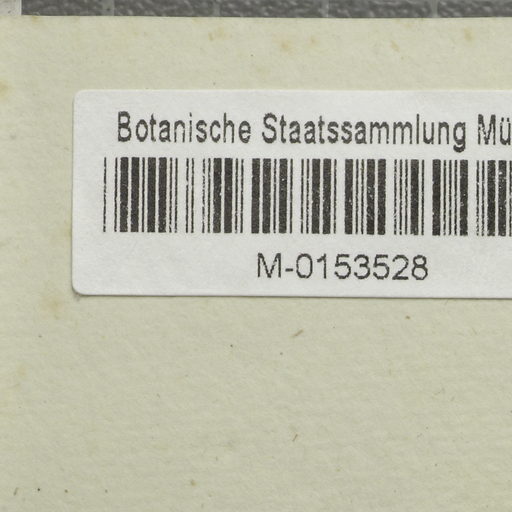 Botanische Staatssammlung Mü
M-0153528